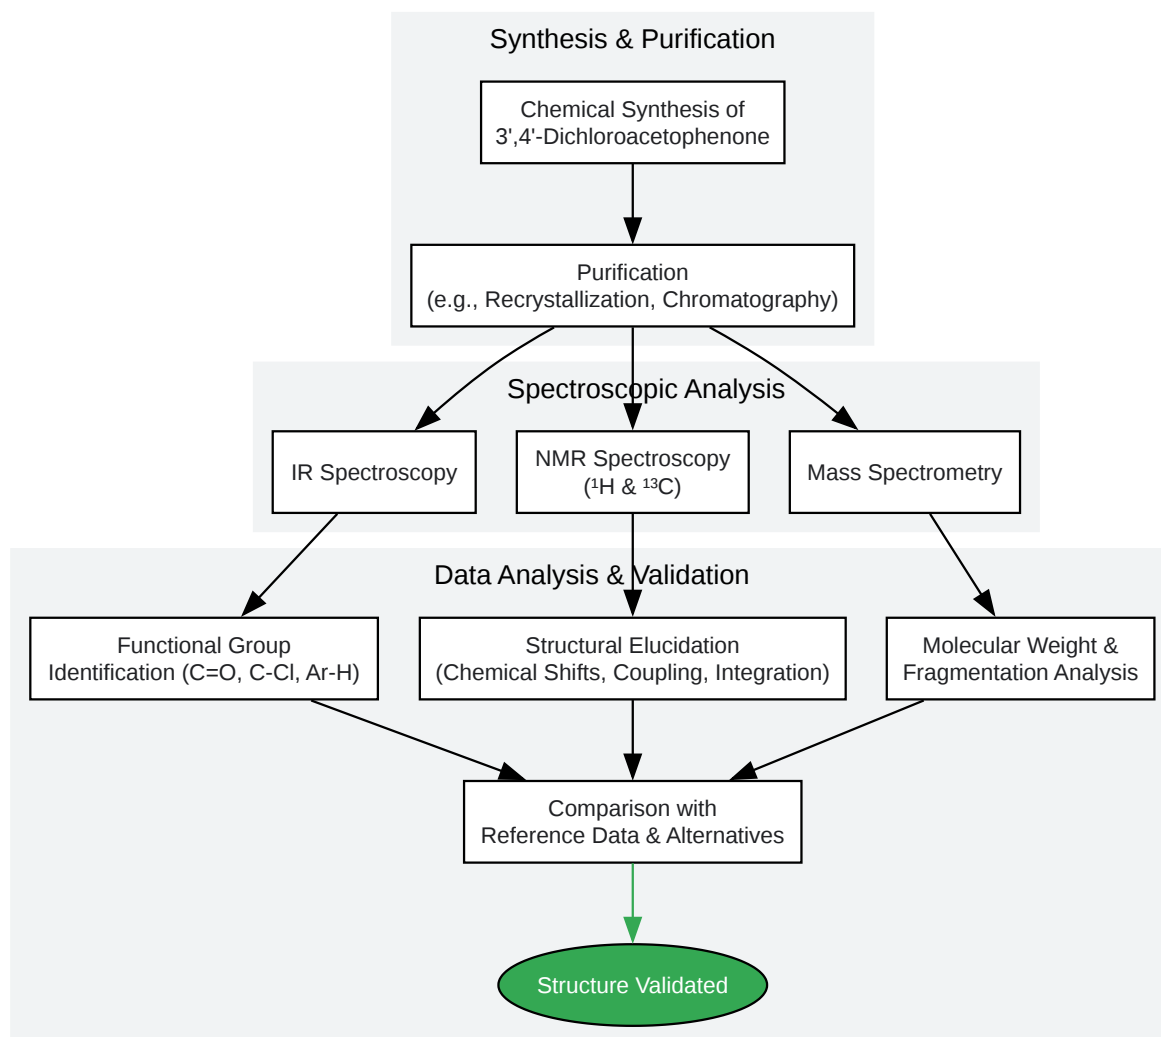 Synthesis & Purification
Chemical Synthesis of
3',4'-Dichloroacetophenone
Purification
(e.g., Recrystallization, Chromatography)
Spectroscopic Analysis
IR Spectroscopy
NMR Spectroscopy
(¹H & ¹³C)
Mass Spectrometry
Data Analysis & Validation
Functional Group
Identification (C=O, C-Cl, Ar-H)
Structural Elucidation
(Chemical Shifts, Coupling, Integration)
Molecular Weight &
Fragmentation Analysis
Comparison with
Reference Data & Alternatives
Structure Validated